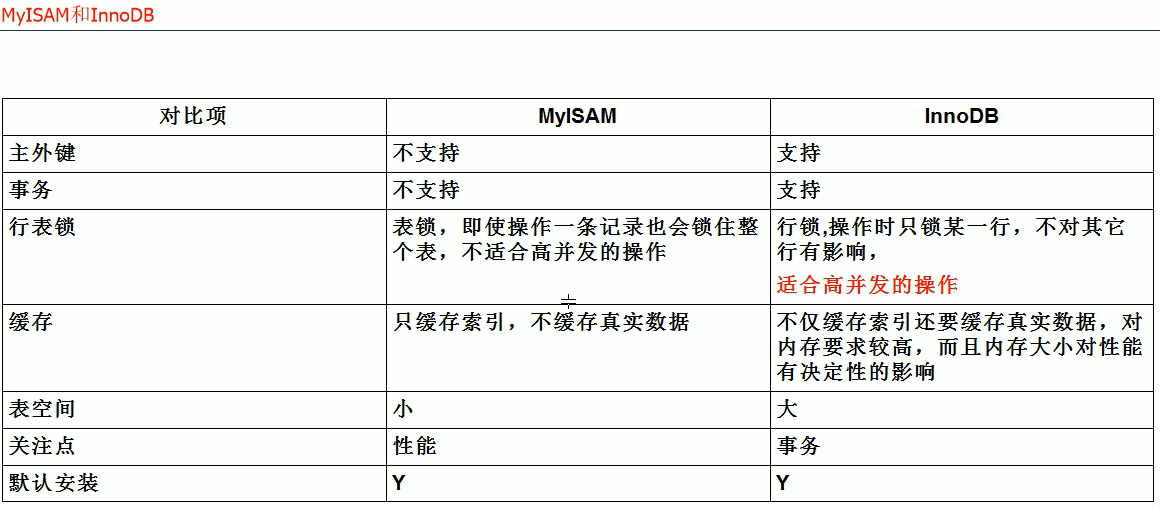 MyISAM和InnoDB
对比项 MyISAM InnoDB
主外键 不支持 支持
事务 不支持 支持
行表锁 表锁，即使操作一条记录也会锁住整 行锁,操作时只锁某一行，不对其它
个表，不适合高并发的操作 行有影响，
适合高并发的操作
缓存 只缓存索引，不缓存真实数据 不仅缓存索引还要缓存真实数据，对
内存要求较高，而且内存大小对性能
有决定性的影响
表空间 小 大
关注点 性能 事务
默认安装 Y Y